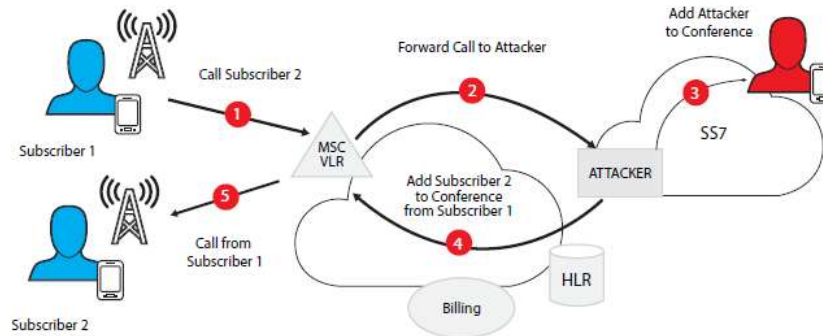 Add Attacker
to Conference
Forward Call to Attacker
Call Subscriber 2
1
2
3
SS7
Subscriber 1
MSC
VLR
ATTACKER
Add Subscriber 2
to Conference
from Subscriber 1
5
4
Call from
Subscriber 1
HLR
Billing
Subscriber 2